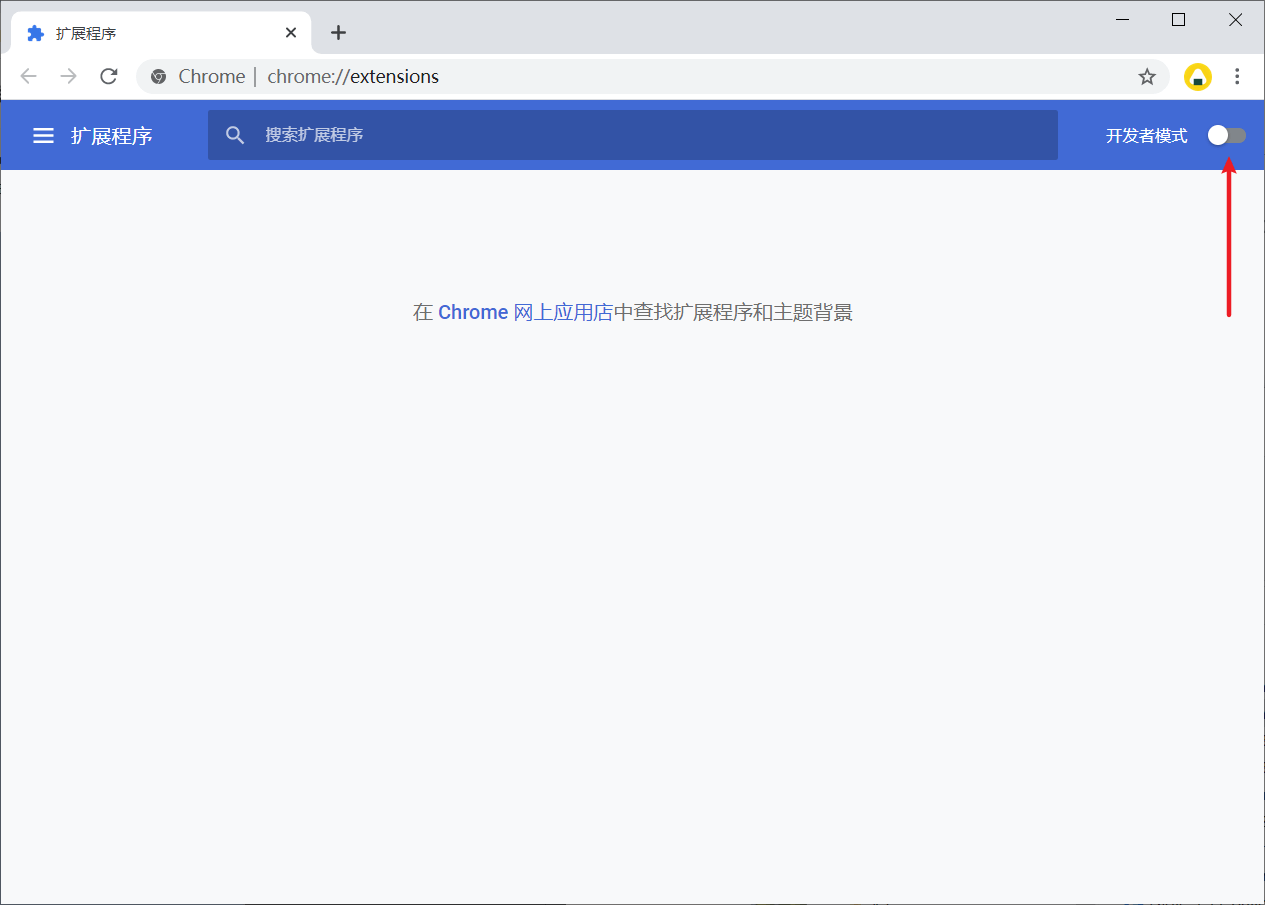 扩展程序
Chrome | chrome://extensions
扩展程序
搜索扩展程序
开发者模式
在 Chrome 网上应用店中查找扩展程序和主题背景